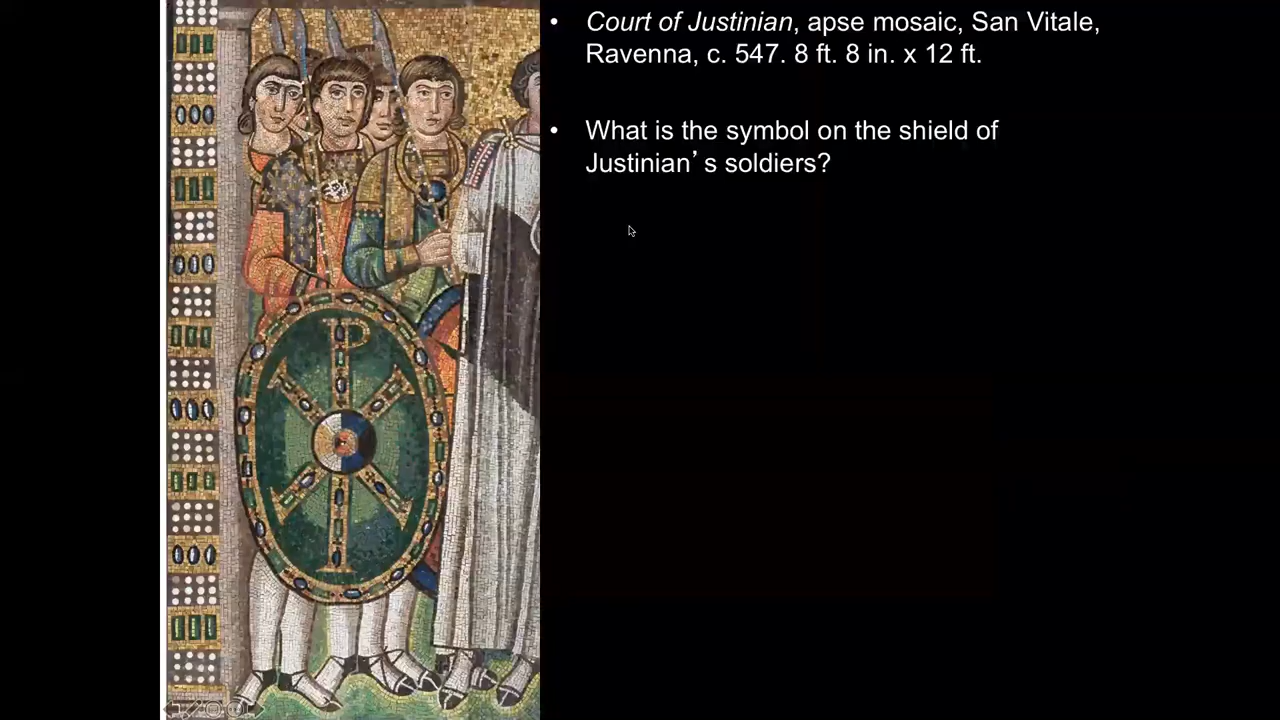 • Court of Justinian, apse mosaic, San Vitale,
Ravenna, c. 547. 8 ft. 8 in. x 12 ft.
• What is the symbol on the shield of
Justinian’s soldiers?